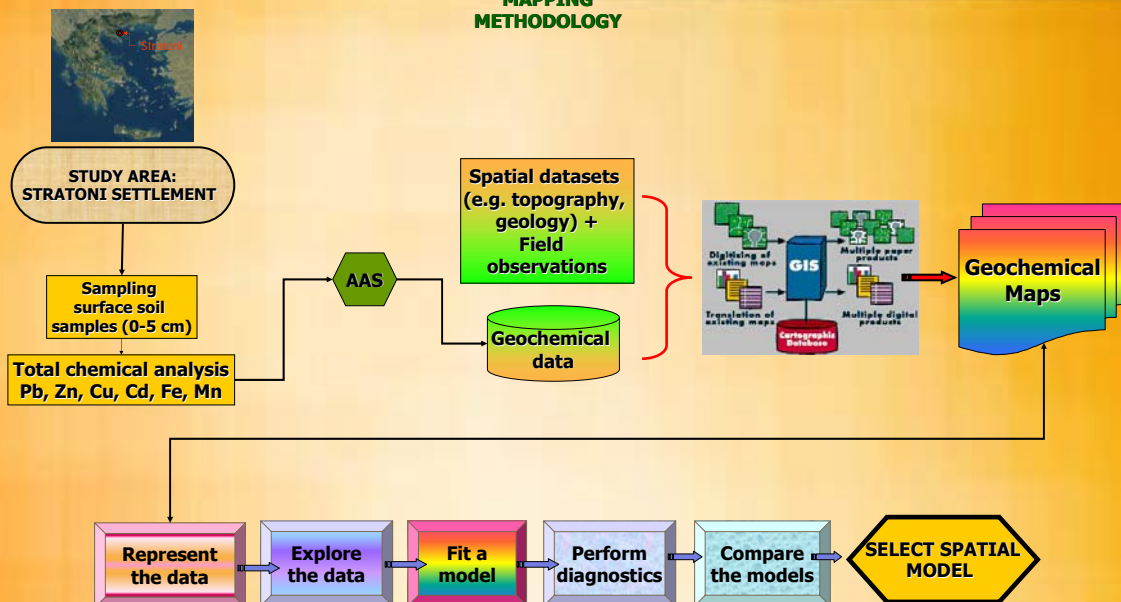 MAPPING
METHODOLOGY
Stratoni
STUDY AREA:
STRATONI SETTLEMENT
Sampling
surface soil
samples (0-5 cm)
Total chemical analysis
Pb, Zn, Cu, Cd, Fe, Mn
AAS
Spatial datasets
(e.g. topography,
geology) +
Field
observations
Geochemical
data
Digitizing of
existing maps
Translation of
existing maps
GIS
Cartographic
Database
Multiple paper
products
Multiple digital
products
Geochemical
Maps
Represent
the data
Explore
the data
Fit a
model
Perform
diagnostics
Compare
the models
SELECT SPATIAL
MODEL